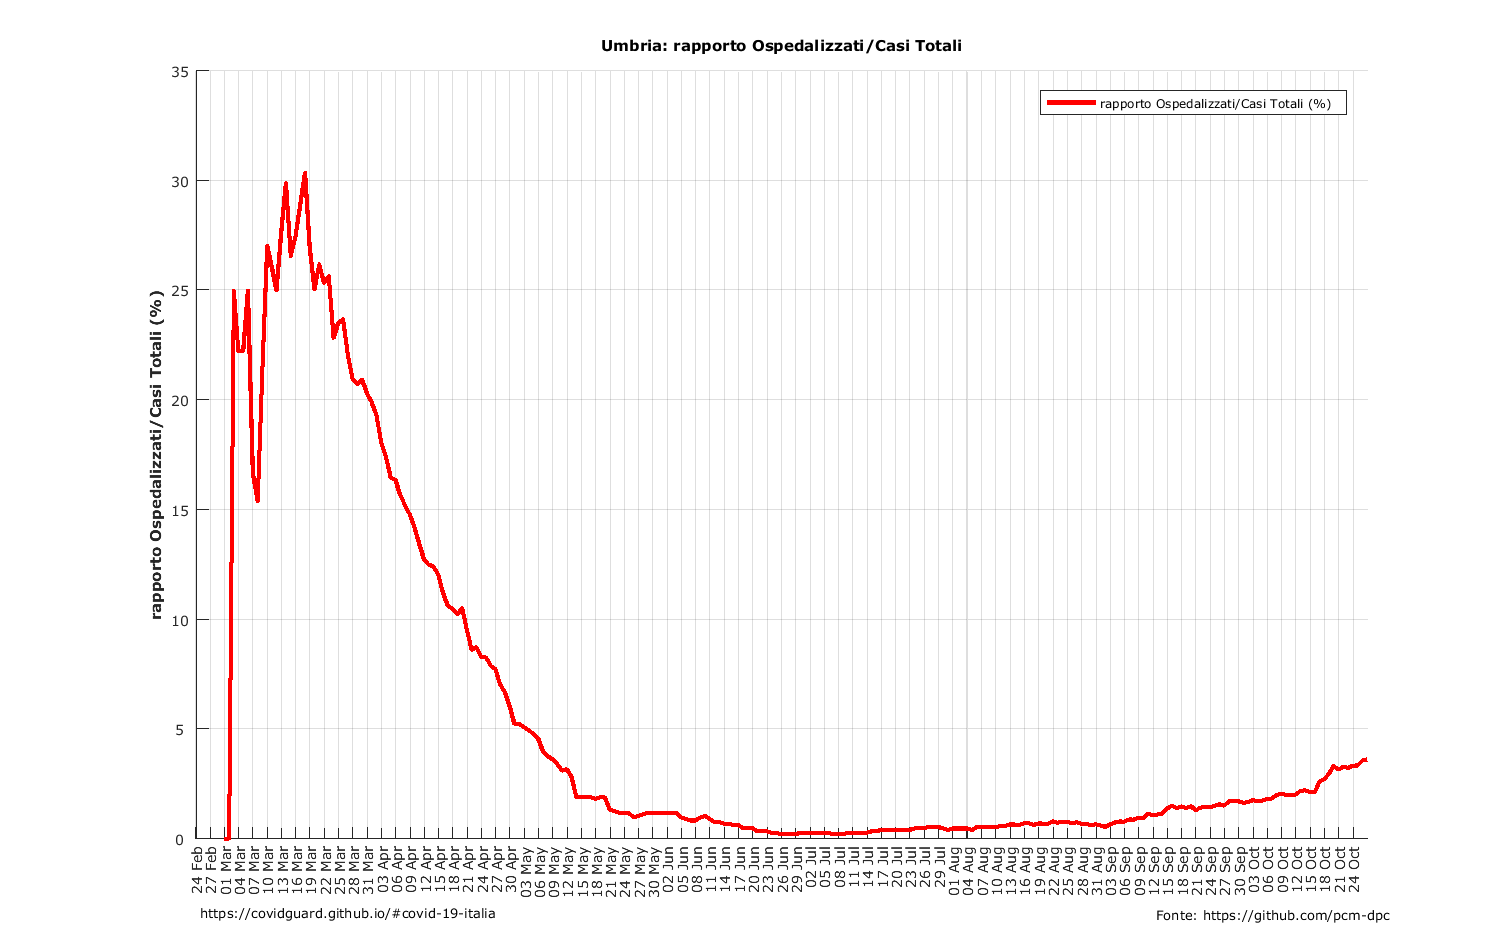 Umbria: rapporto Ospedalizzati/Casi Totali
rapporto Ospedalizzati/Casi Totali (%)
rapporto Ospedalizzati/Casi Totali (%)
35
30
25
20
15
10
5
0
24 Feb
27 Feb
01 Mar
04 Mar
07 Mar
10 Mar
13 Mar
16 Mar
19 Mar
22 Mar
25 Mar
28 Mar
31 Mar
03 Apr
06 Apr
09 Apr
12 Apr
15 Apr
18 Apr
21 Apr
24 Apr
27 Apr
30 Apr
03 May
06 May
09 May
12 May
15 May
18 May
21 May
24 May
27 May
30 May
02 Jun
05 Jun
08 Jun
11 Jun
14 Jun
17 Jun
20 Jun
23 Jun
26 Jun
29 Jun
02 Jul
05 Jul
08 Jul
11 Jul
14 Jul
17 Jul
20 Jul
23 Jul
26 Jul
29 Jul
01 Aug
04 Aug
07 Aug
10 Aug
13 Aug
16 Aug
19 Aug
22 Aug
25 Aug
28 Aug
31 Aug
03 Sep
06 Sep
09 Sep
12 Sep
15 Sep
18 Sep
21 Sep
24 Sep
27 Sep
30 Sep
03 Oct
06 Oct
09 Oct
12 Oct
15 Oct
18 Oct
21 Oct
24 Oct
https://covidguard.github.io/#covid-19-italia
Fonte: https://github.com/pcm-dpc